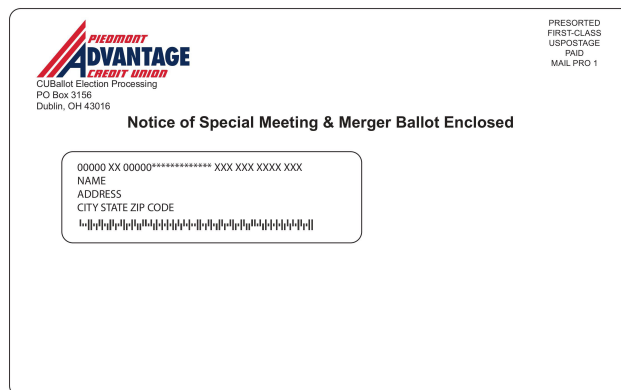 PIEDMONT
ADVANTAGE
CREDIT UNION
CUBallot Election Processing
PO Box 3156
Dublin, OH 43016
PRESORTED
FIRST-CLASS
USPOSTAGE
PAID
MAIL PRO 1
Notice of Special Meeting & Merger Ballot Enclosed
00000 XX 00000************* XXX XXX XXXX XXX
NAME
ADDRESS
CITY STATE ZIP CODE